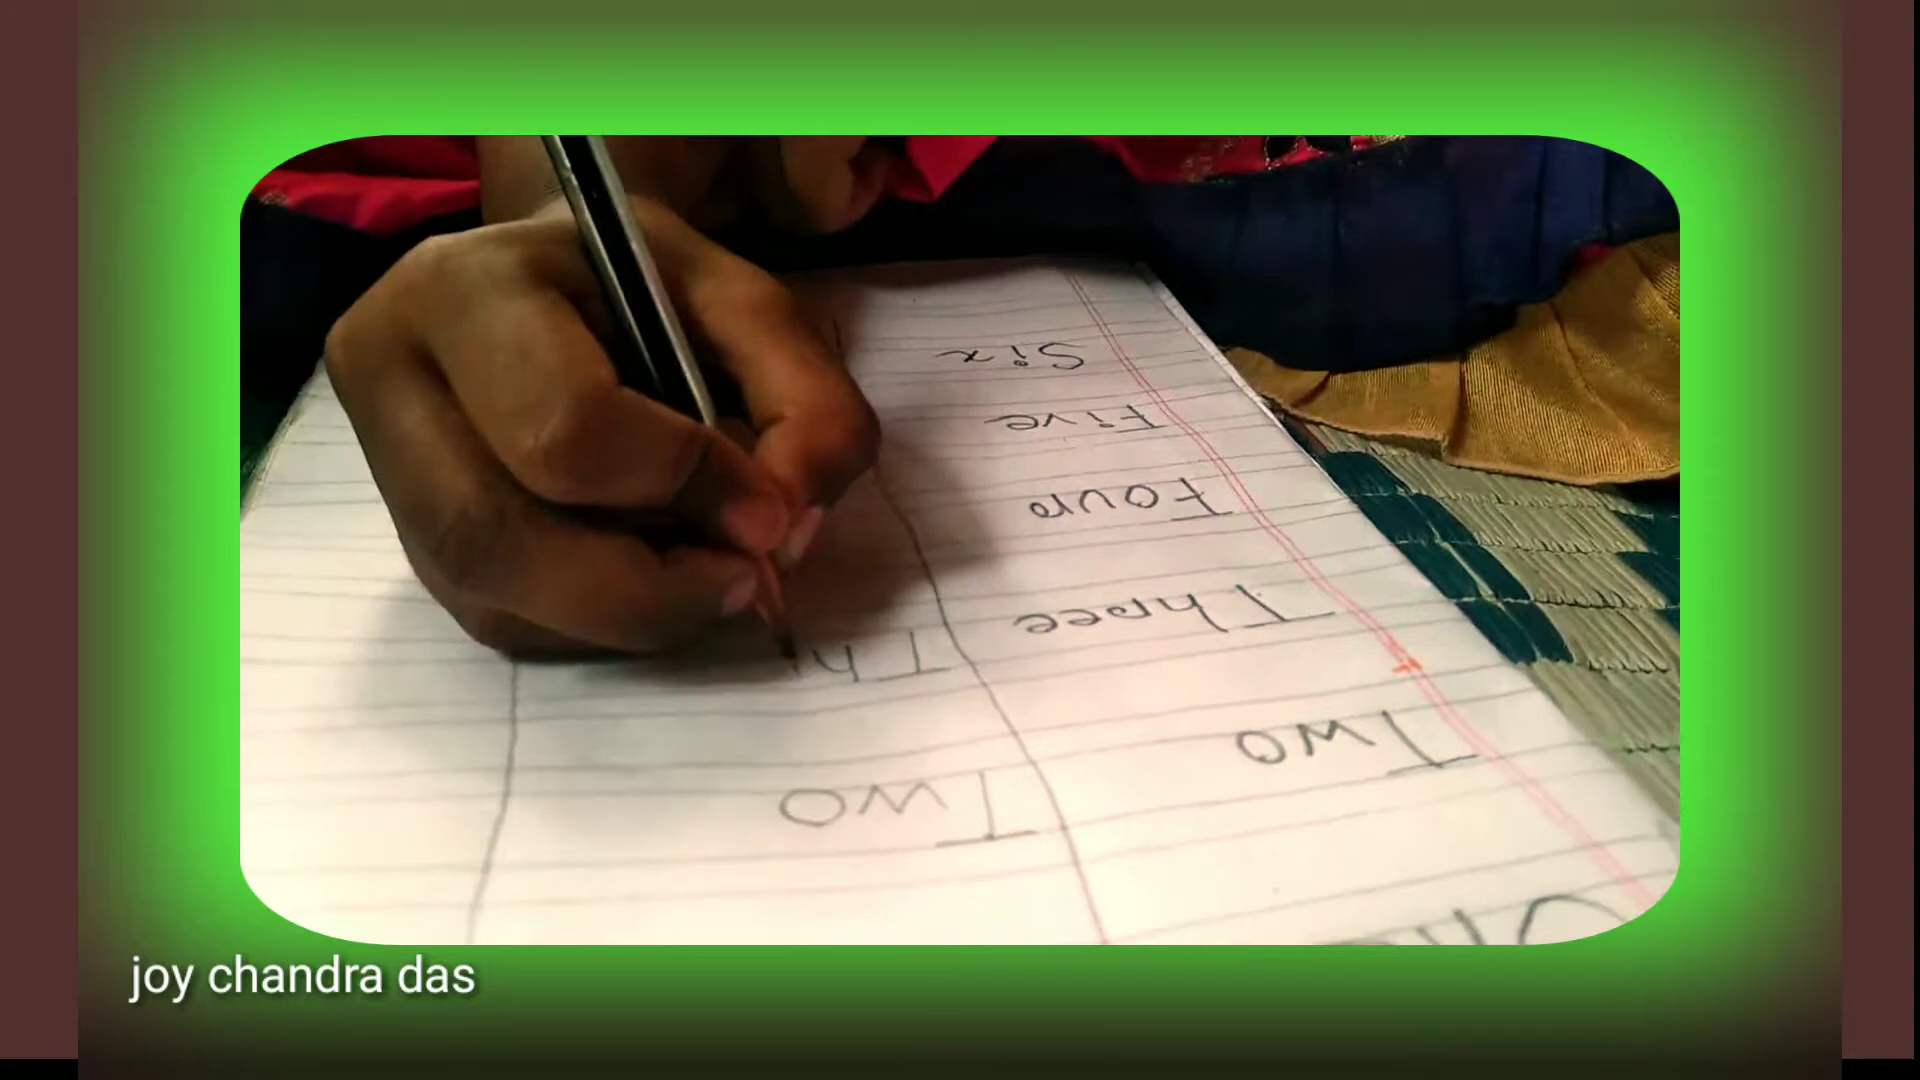 Two
Three
Four
Five
Six
Two
Th
joy chandra das